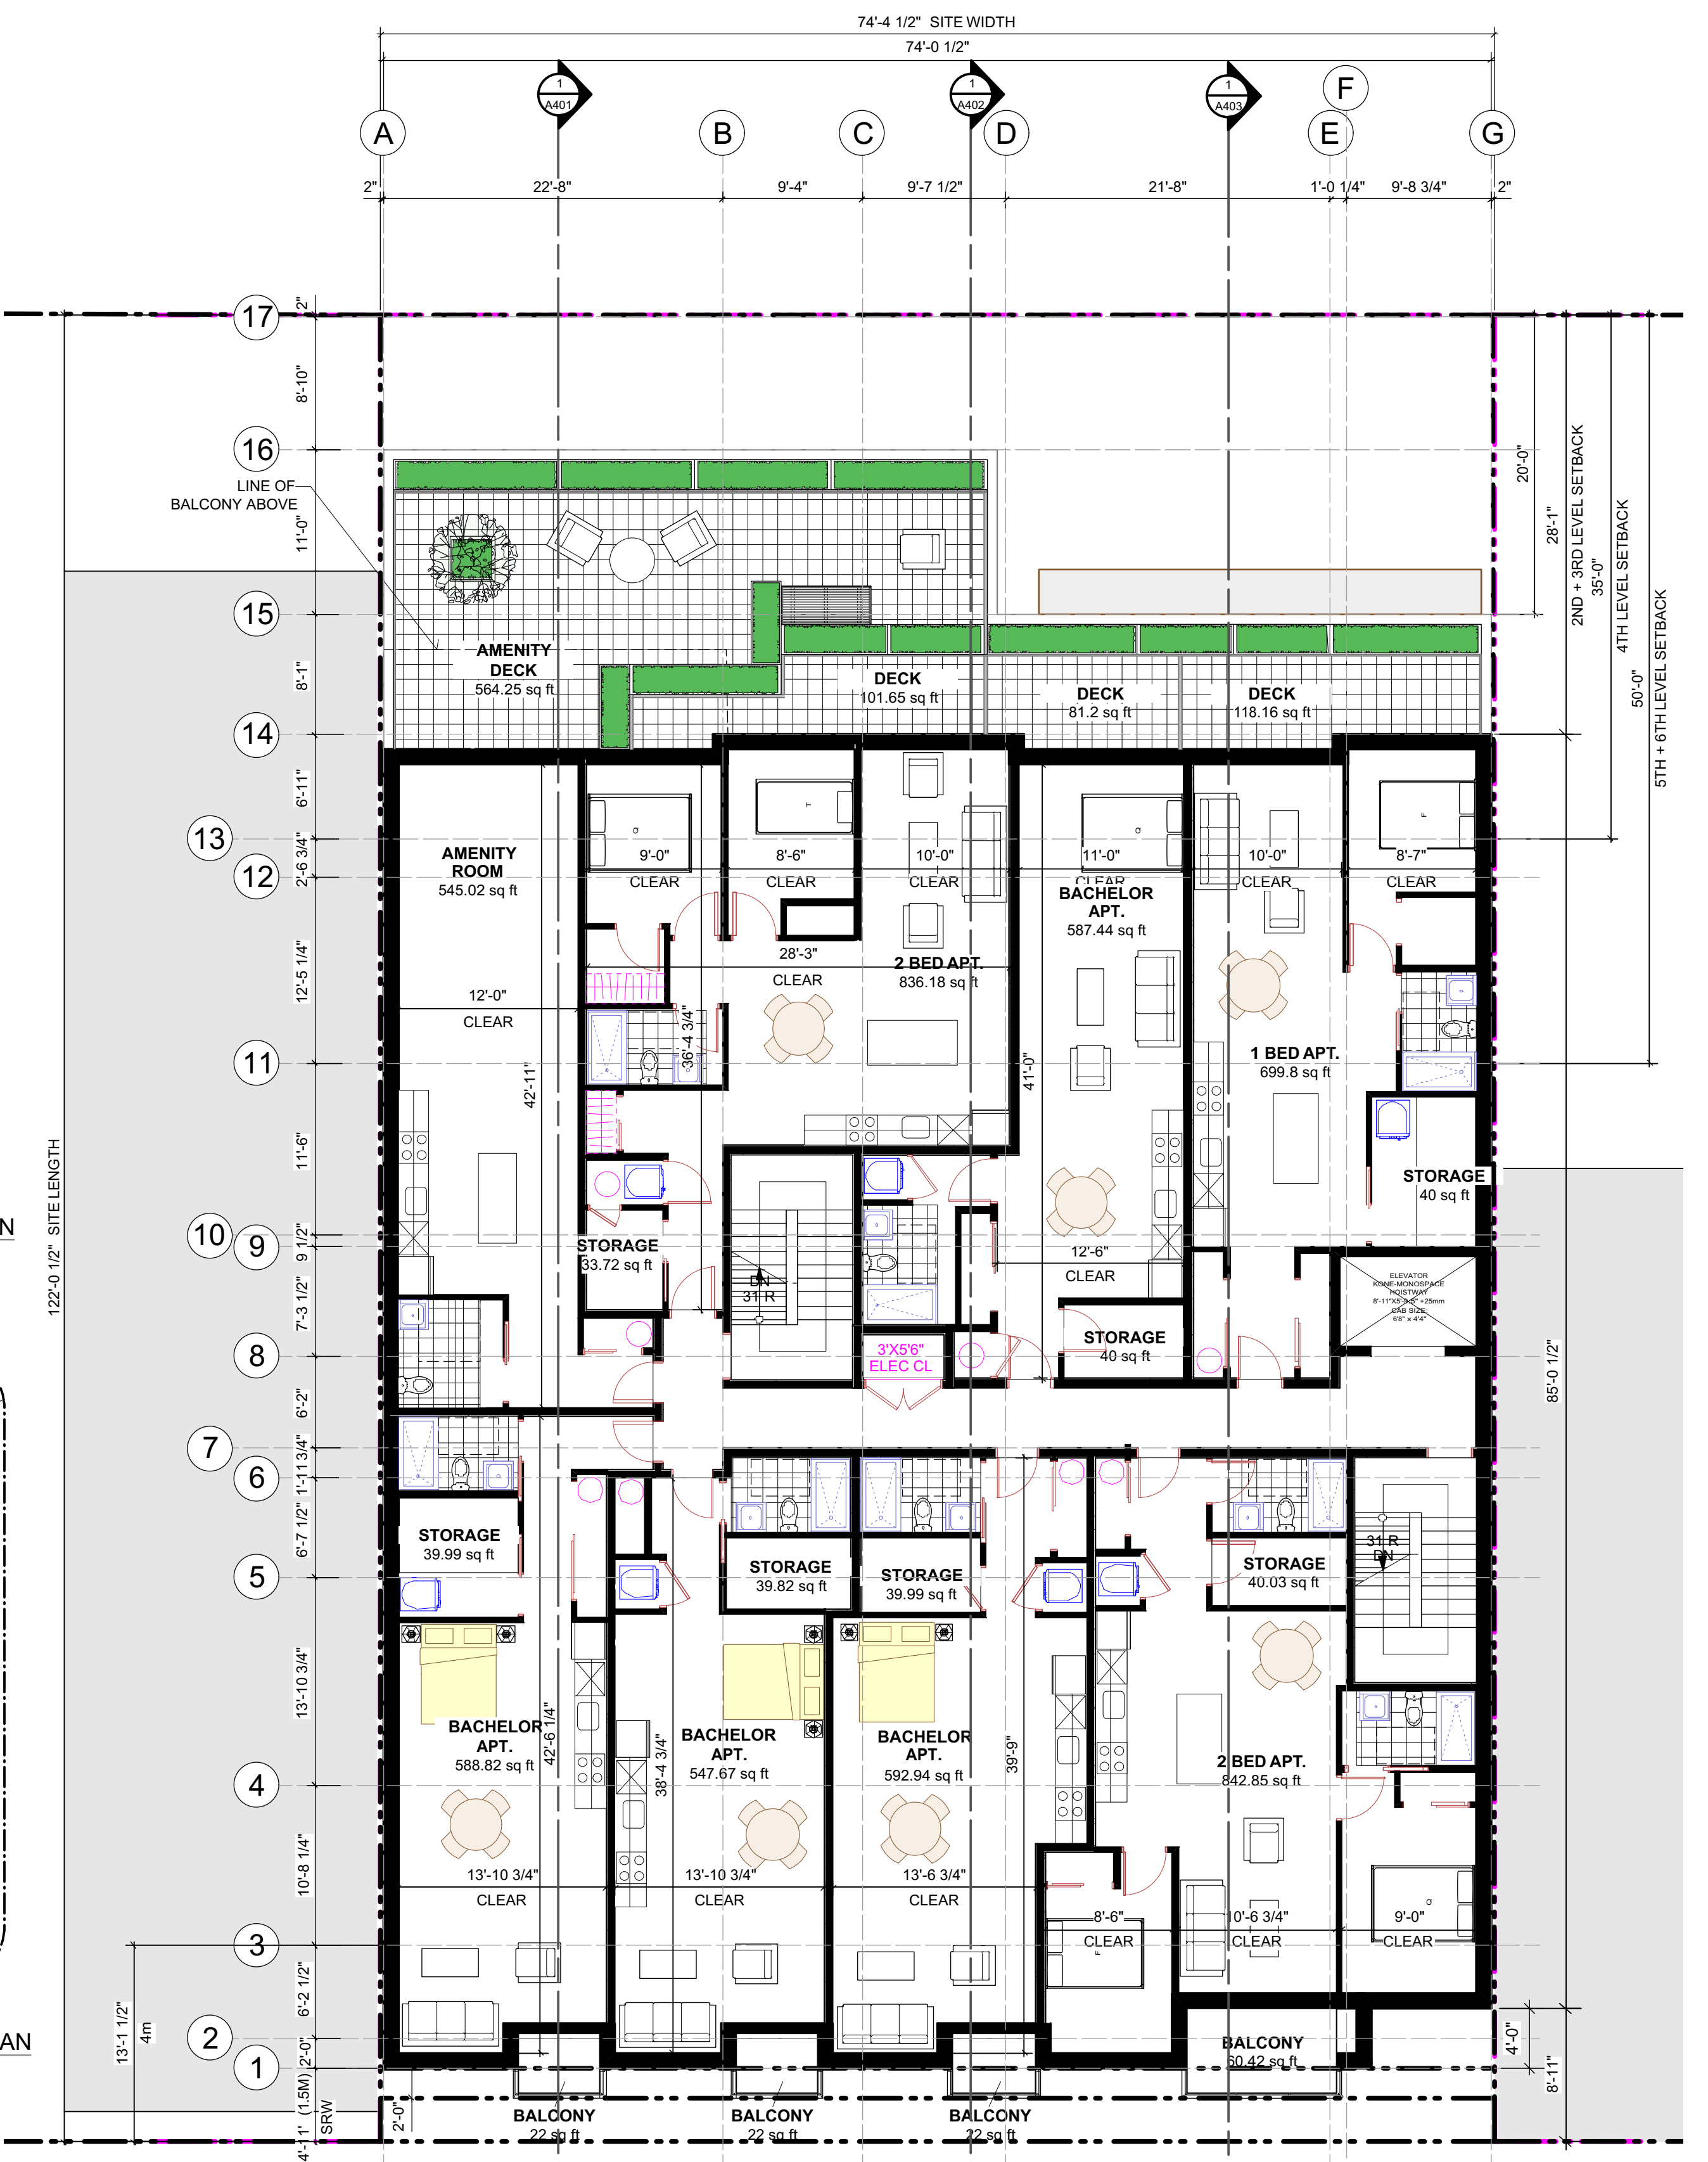 74'-4 1/2" SITE WIDTH
74'-0 1/2"
1
A401
1
A402
1
A403
A
B
C
D
F
E
G
2"
22'-8"
9'-4"
9'-7 1/2"
21'-8"
1'-0 1/4"
9'-8 3/4"
2"
17
2"
8'-10"
16
LINE OF
BALCONY ABOVE
11'-0"
15
8'-1"
14
6'-11"
13
2'-6 3/4"
12
12'-5 1/4"
11
11'-6"
10
9
9 1/2"
7'-3 1/2"
8
6'-2"
7
1'-11 3/4"
6
6'-7 1/2"
5
13'-10 3/4"
4
10'-8 1/4"
3
6'-2 1/2"
2
2'-0"
1
4'-11" (1.5M)
SRW
2'-0"
13'-1 1/2"
4m
122'-0 1/2" SITE LENGTH
N
AN
20'-0"
28'-1"
2ND + 3RD LEVEL SETBACK
35'-0"
4TH LEVEL SETBACK
50'-0"
5TH + 6TH LEVEL SETBACK
85'-0 1/2"
4'-0"
8'-11"
AMENITY
DECK
564.25 sq ft
DECK
101.65 sq ft
DECK
81.2 sq ft
DECK
118.16 sq ft
AMENITY
ROOM
545.02 sq ft
Q
9'-0"
CLEAR
T
8'-6"
CLEAR
10'-0"
CLEAR
Q
11'-0"
CLEAR
BACHELOR
APT.
587.44 sq ft
10'-0"
CLEAR
F
8'-7"
CLEAR
28'-3"
CLEAR
2 BED APT.
836.18 sq ft
12'-0"
CLEAR
36'-4 3/4"
42'-11"
41'-0"
1 BED APT.
699.8 sq ft
STORAGE
40 sq ft
STORAGE
33.72 sq ft
DN
31 R
12'-6"
CLEAR
ELEVATOR
KONE-MONOSPACE
HOISTWAY
CAB SIZE:
6'8" x 4'4"
3'X5'6"
ELEC CL
STORAGE
40 sq ft
STORAGE
39.99 sq ft
STORAGE
39.82 sq ft
STORAGE
39.99 sq ft
STORAGE
40.03 sq ft
31 R
DN
BACHELOR
APT.
588.82 sq ft
42'-6 1/4"
BACHELOR
APT.
547.67 sq ft
38'-4 3/4"
BACHELOR
APT.
592.94 sq ft
39'-9"
2 BED APT.
842.85 sq ft
13'-10 3/4"
CLEAR
13'-10 3/4"
CLEAR
13'-6 3/4"
CLEAR
8'-6"
CLEAR
F
10'-6 3/4"
CLEAR
Q
9'-0"
CLEAR
BALCONY
60.42 sq ft
BALCONY
22 sq ft
BALCONY
22 sq ft
BALCONY
22 sq ft